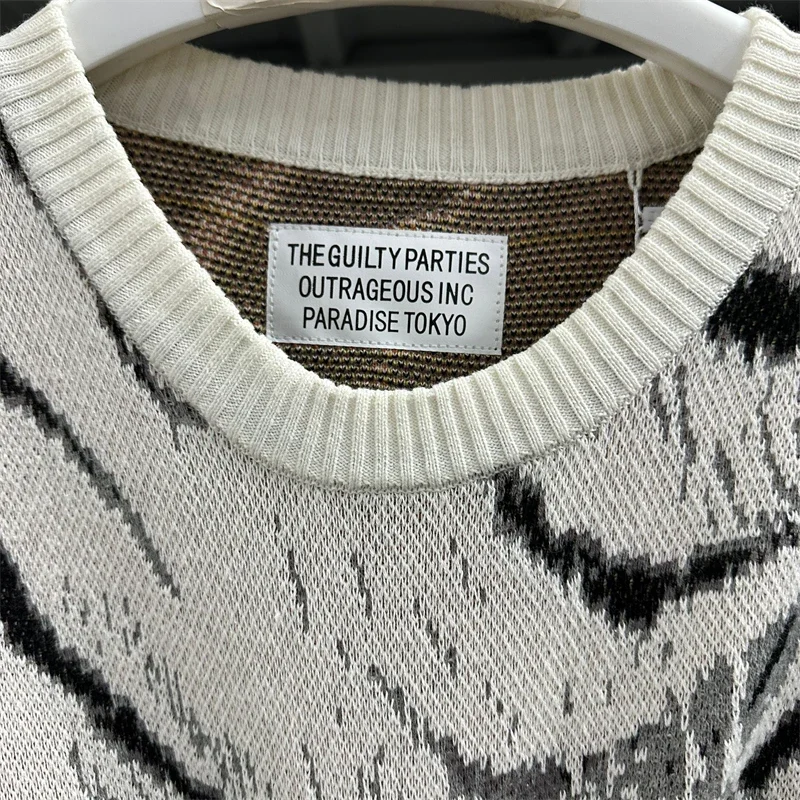 THE GUILTY PARTIES
OUTRAGEOUS INC
PARADISE TOKYO